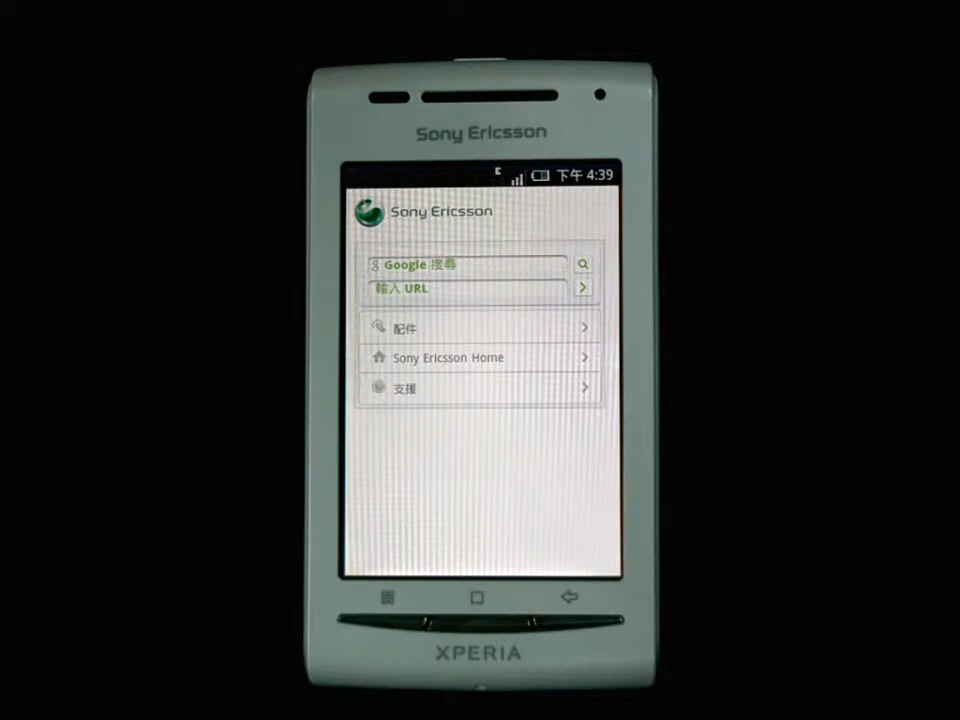 Sony Ericsson
下午 4:39
Sony Ericsson
Google 搜尋
輸入 URL
配件
Sony Ericsson Home
支援
XPERIA